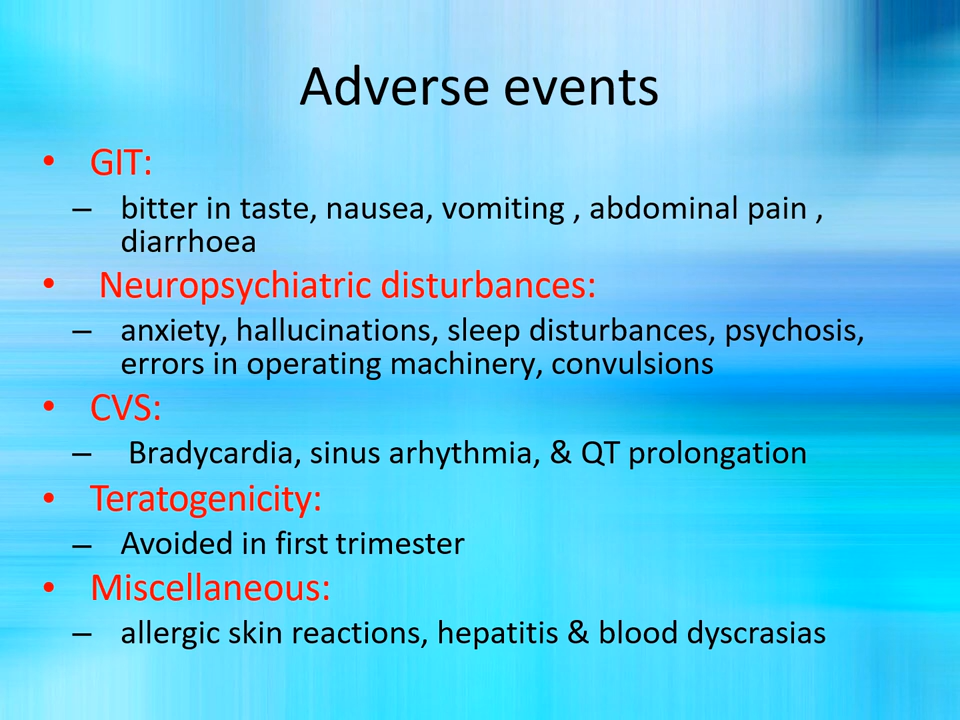 Adverse events
• GIT:
– bitter in taste, nausea, vomiting , abdominal pain ,
diarrhoea
• Neuropsychiatric disturbances:
– anxiety, hallucinations, sleep disturbances, psychosis,
errors in operating machinery, convulsions
• CVS:
– Bradycardia, sinus arhythmia, & QT prolongation
• Teratogenicity:
– Avoided in first trimester
• Miscellaneous:
– allergic skin reactions, hepatitis & blood dyscrasias